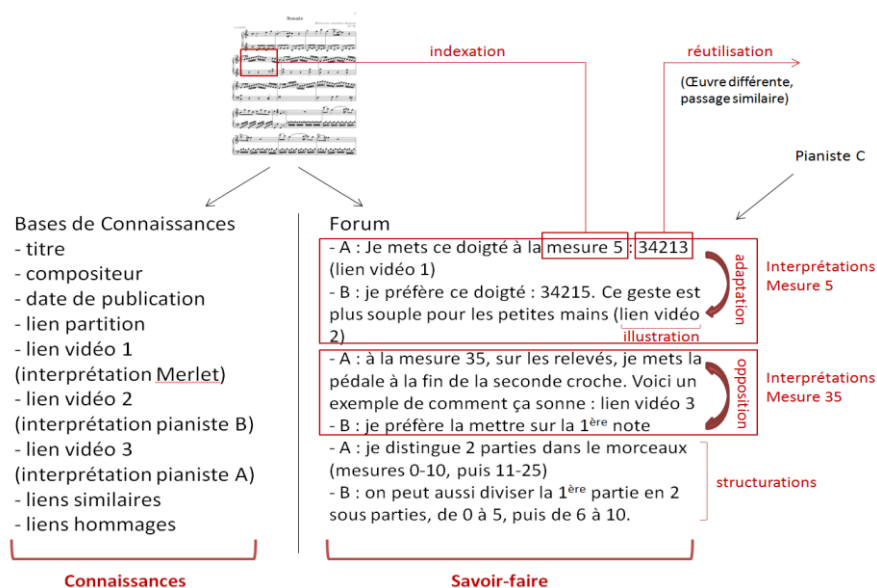 Sonate
indexation
réutilisation
(Œuvre différente,
passage similaire)
Pianiste C
Bases de Connaissances
- titre
- compositeur
- date de publication
- lien partition
- lien vidéo 1
(interprétation Merlet)
- lien vidéo 2
(interprétation pianiste B)
- lien vidéo 3
(interprétation pianiste A)
- liens similaires
- liens hommages
Connaissances
Forum
- A : Je mets ce doigté à la mesure 5 : 34213
(lien vidéo 1)
- B : je préfère ce doigté : 34215. Ce geste est
plus souple pour les petites mains (lien vidéo
2)
illustration
adaptation
Interprétations
Mesure 5
- A : à la mesure 35, sur les relevés, je mets la
pédale à la fin de la seconde croche. Voici un
exemple de comment ça sonne : lien vidéo 3
- B : je préfère la mettre sur la 1ère note
opposition
Interprétations
Mesure 35
- A : je distingue 2 parties dans le morceaux
(mesures 0-10, puis 11-25)
- B : on peut aussi diviser la 1ère partie en 2
sous parties, de 0 à 5, puis de 6 à 10.
structurations
Savoir-faire